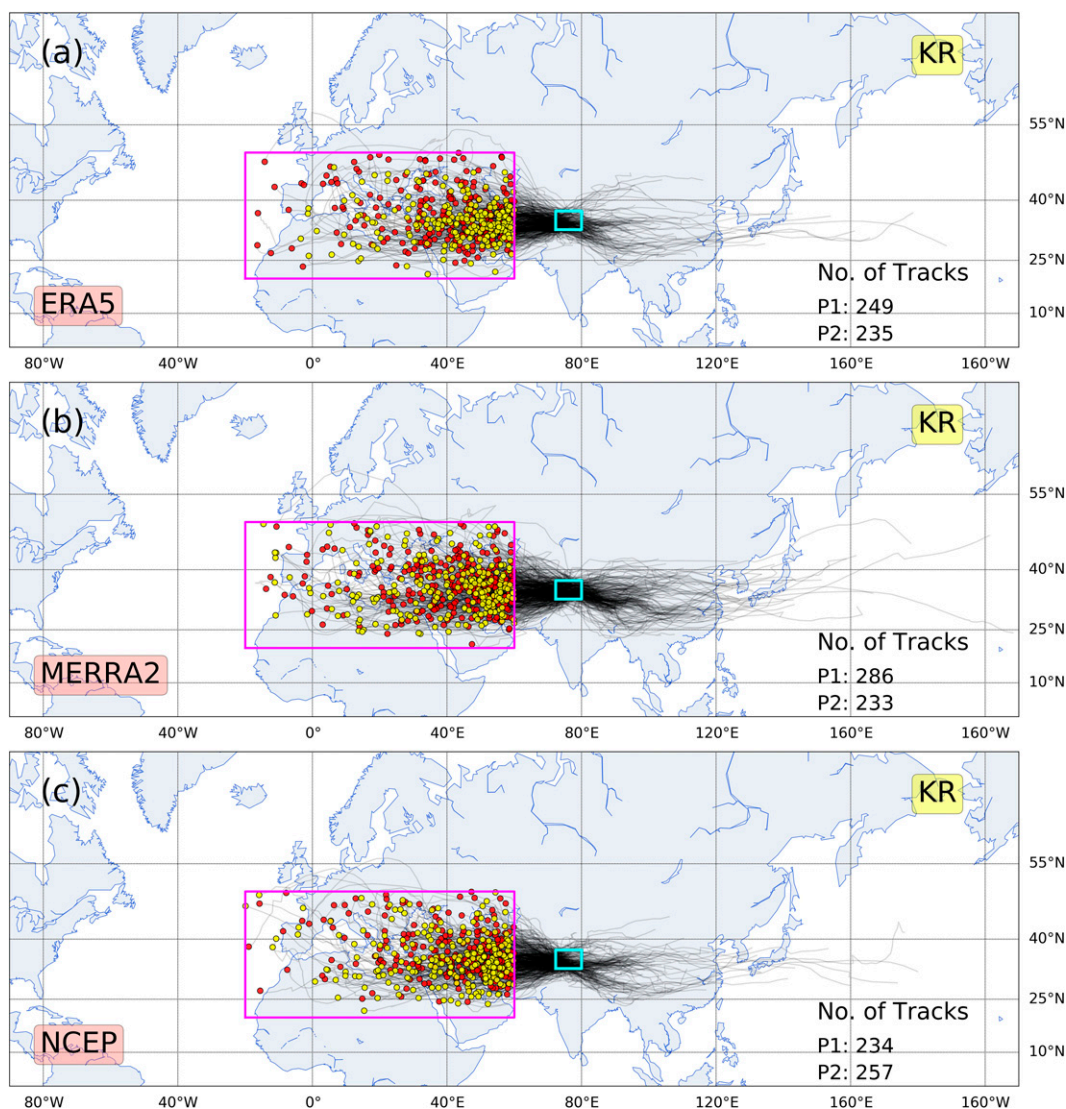 (a)
KR
55°N
40°N
25°N
No. of Tracks
ERA5
P1: 249
10°N
P2: 235
80°W 40°W 0° 40°E 80°E 120°E 160°E 160°W
(b)
KR
55°N
40°N
25°N
No. of Tracks
MERRA2
P1: 286
10°N
P2: 233
80°W 40°W 0° 40°E 80°E 120°E 160°E 160°W
(c)
KR
55°N
40°N
25°N
No. of Tracks
NCEP
P1: 234
10°N
P2: 257
80°W 40°W 0° 40°E 80°E 120°E 160°E 160°W